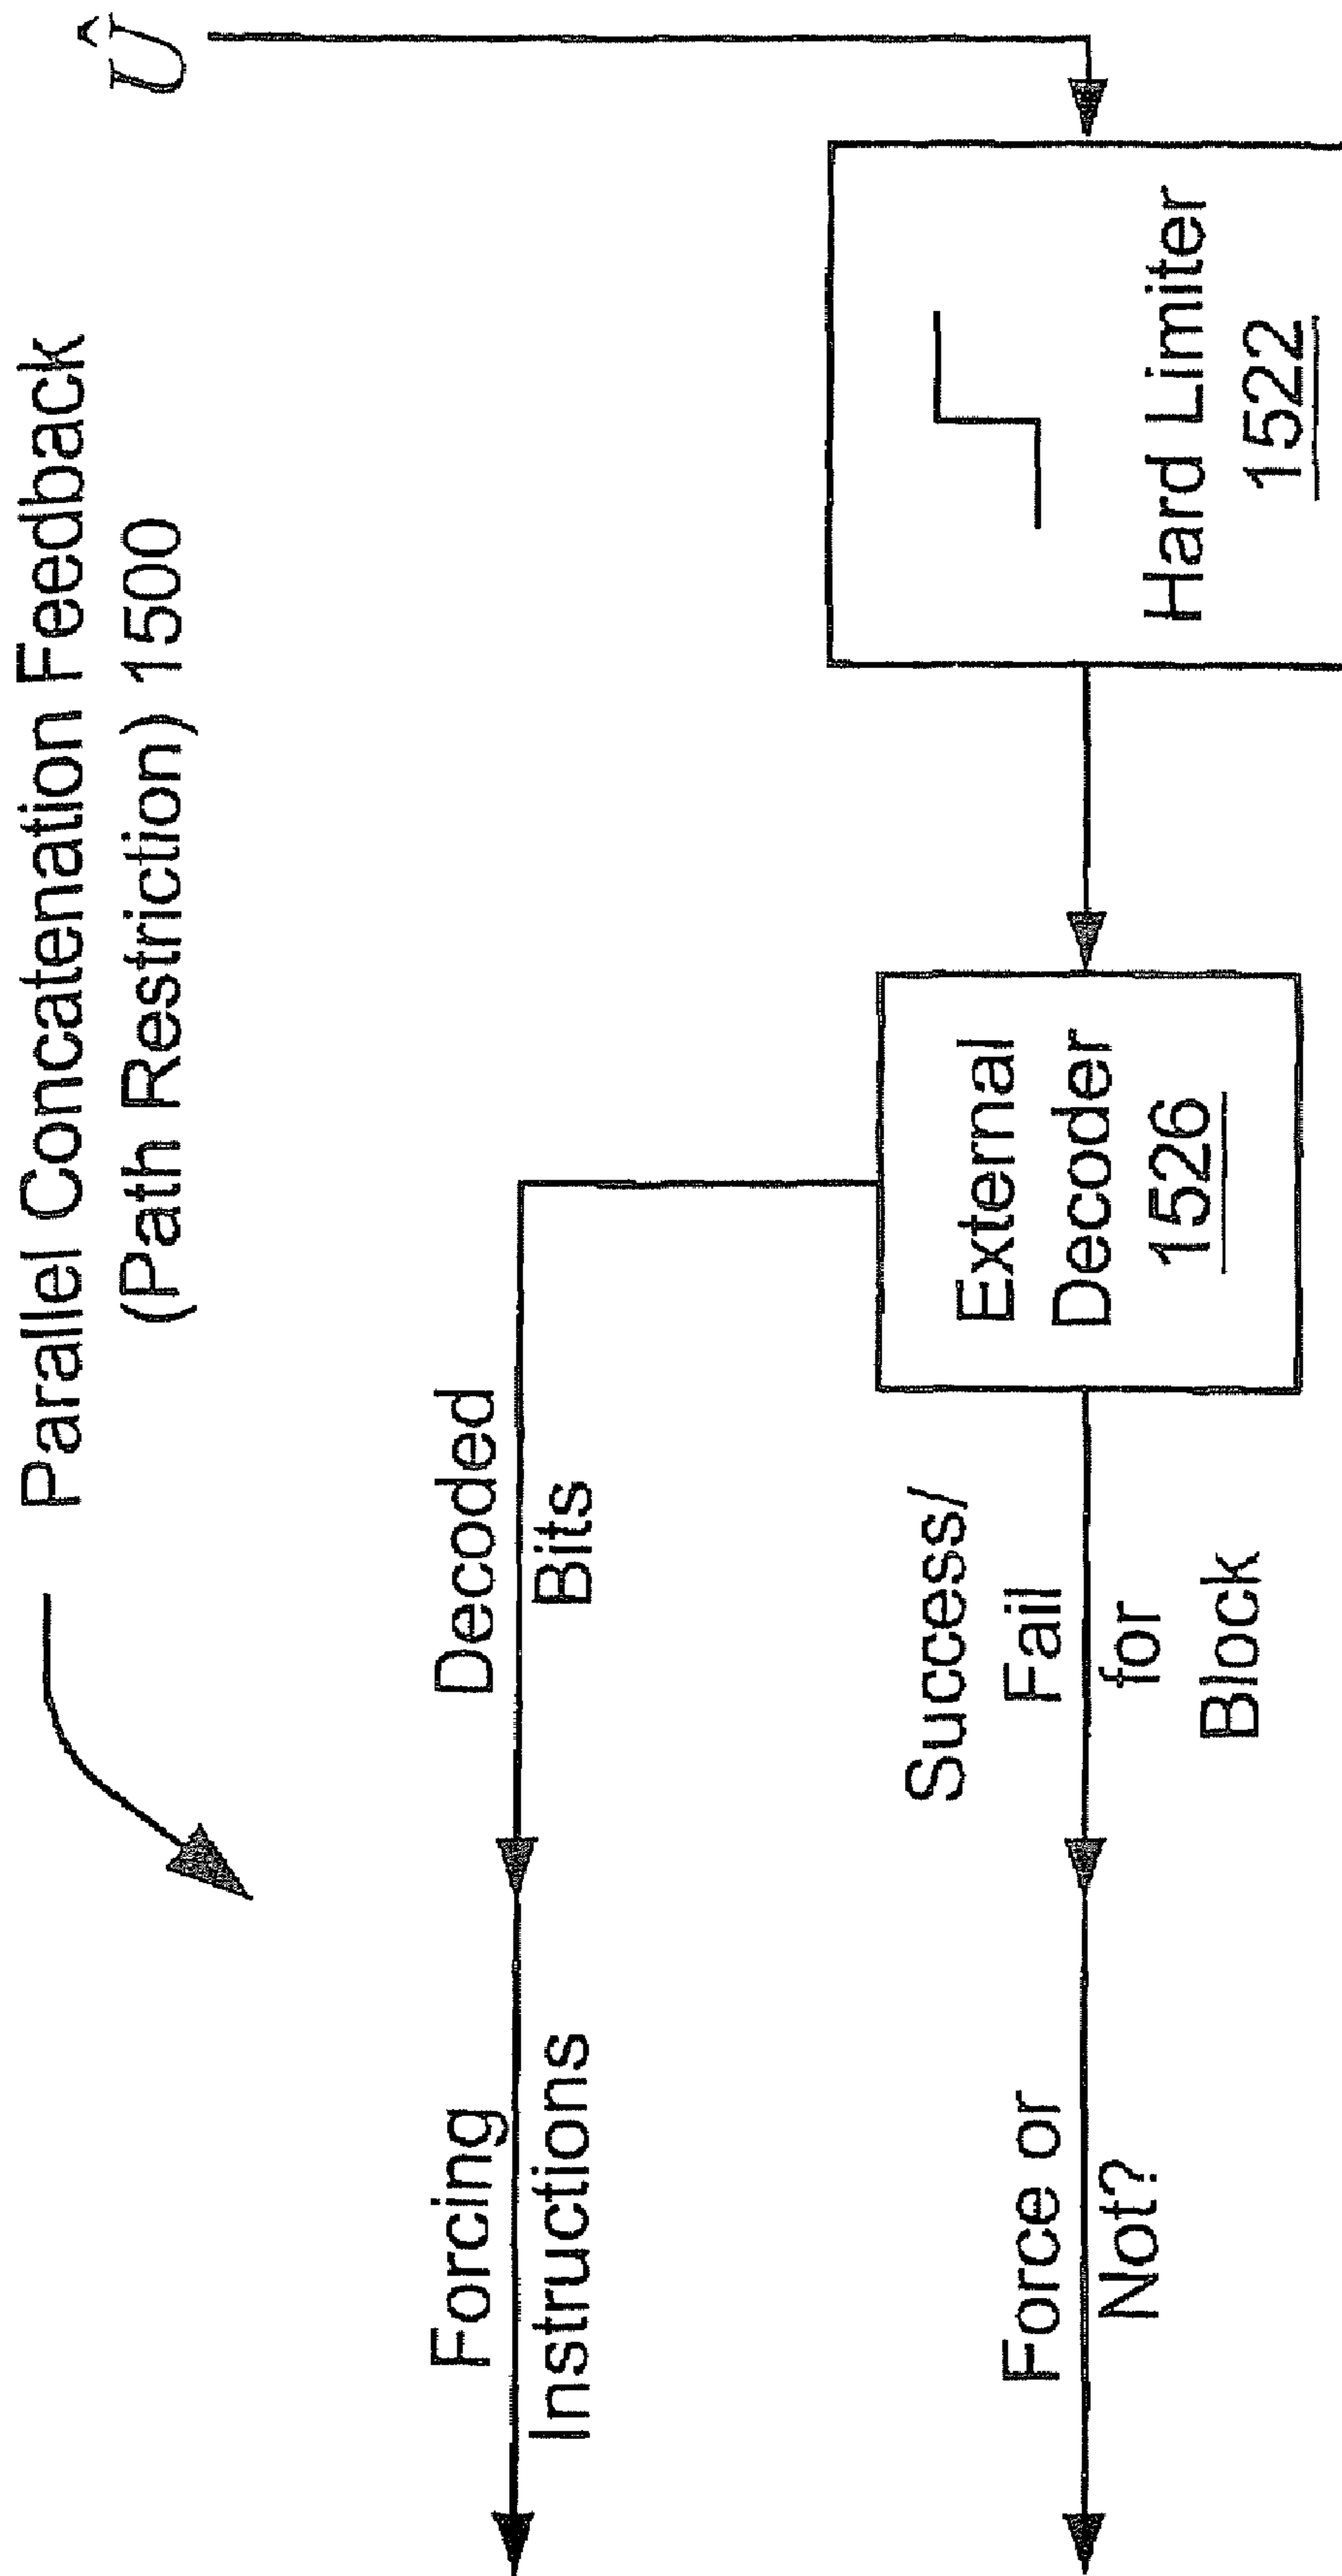 Parallel Concatenation Feedback
(Path Restriction) 1500
Û
Forcing
Instructions
Decoded
Bits
Force or
Not?
Success/
Fail
for
Block
External
Decoder
1526
Hard Limiter
1522